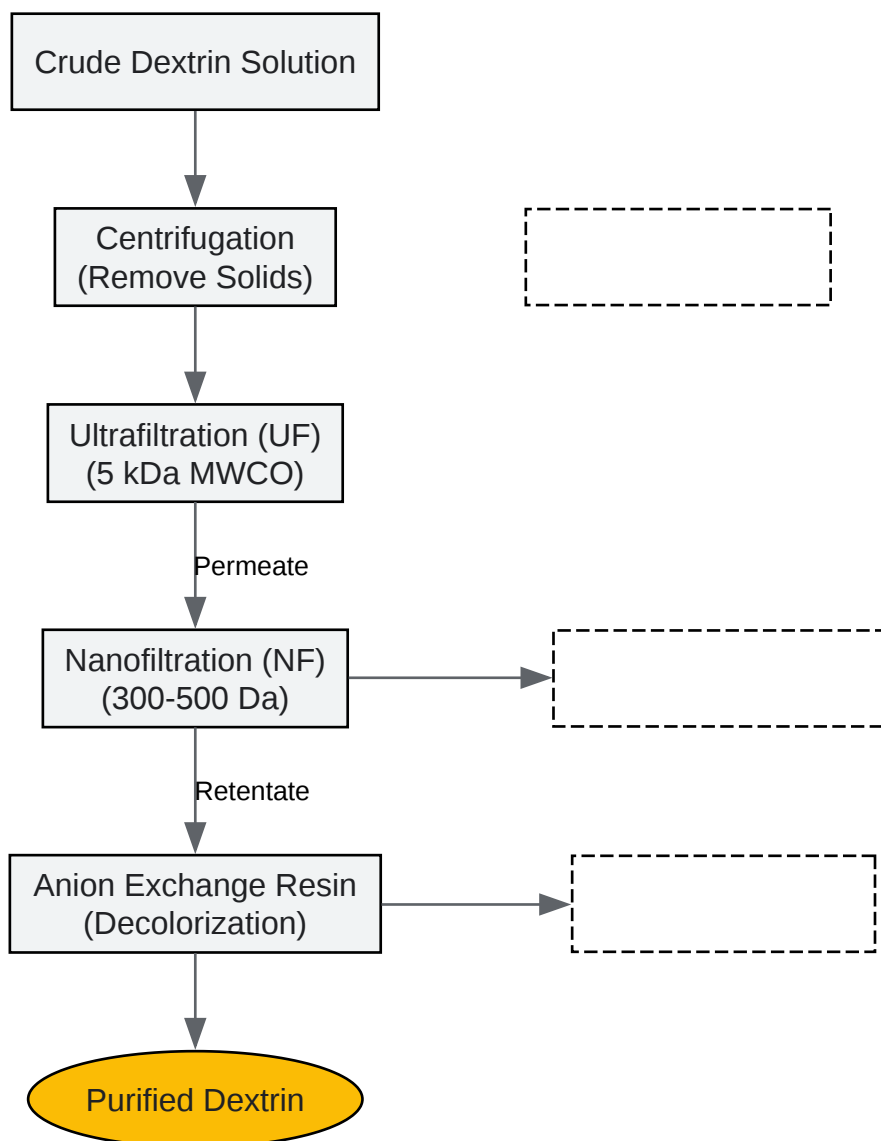 Crude Dextrin Solution
Centrifugation
(Remove Solids)
Ultrafiltration (UF)
(5 kDa MWCO)
Permeate
Nanofiltration (NF)
(300-500 Da)
Retentate
Anion Exchange Resin
(Decolorization)
Purified Dextrin